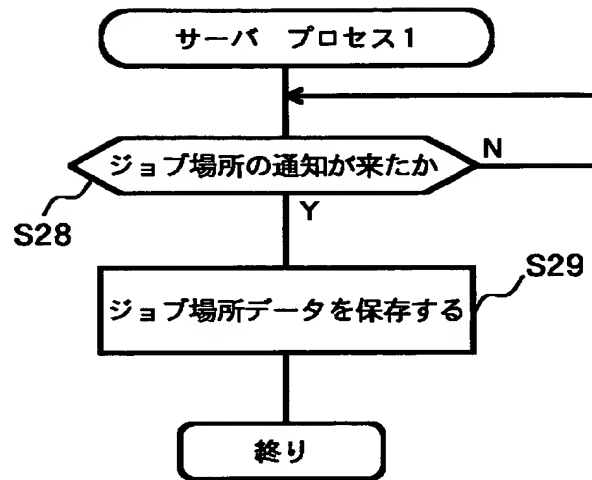 サーバ プロセス1
ジョブ場所の通知が来たか
N
S28
Y
S29
ジョブ場所データを保存する
終り